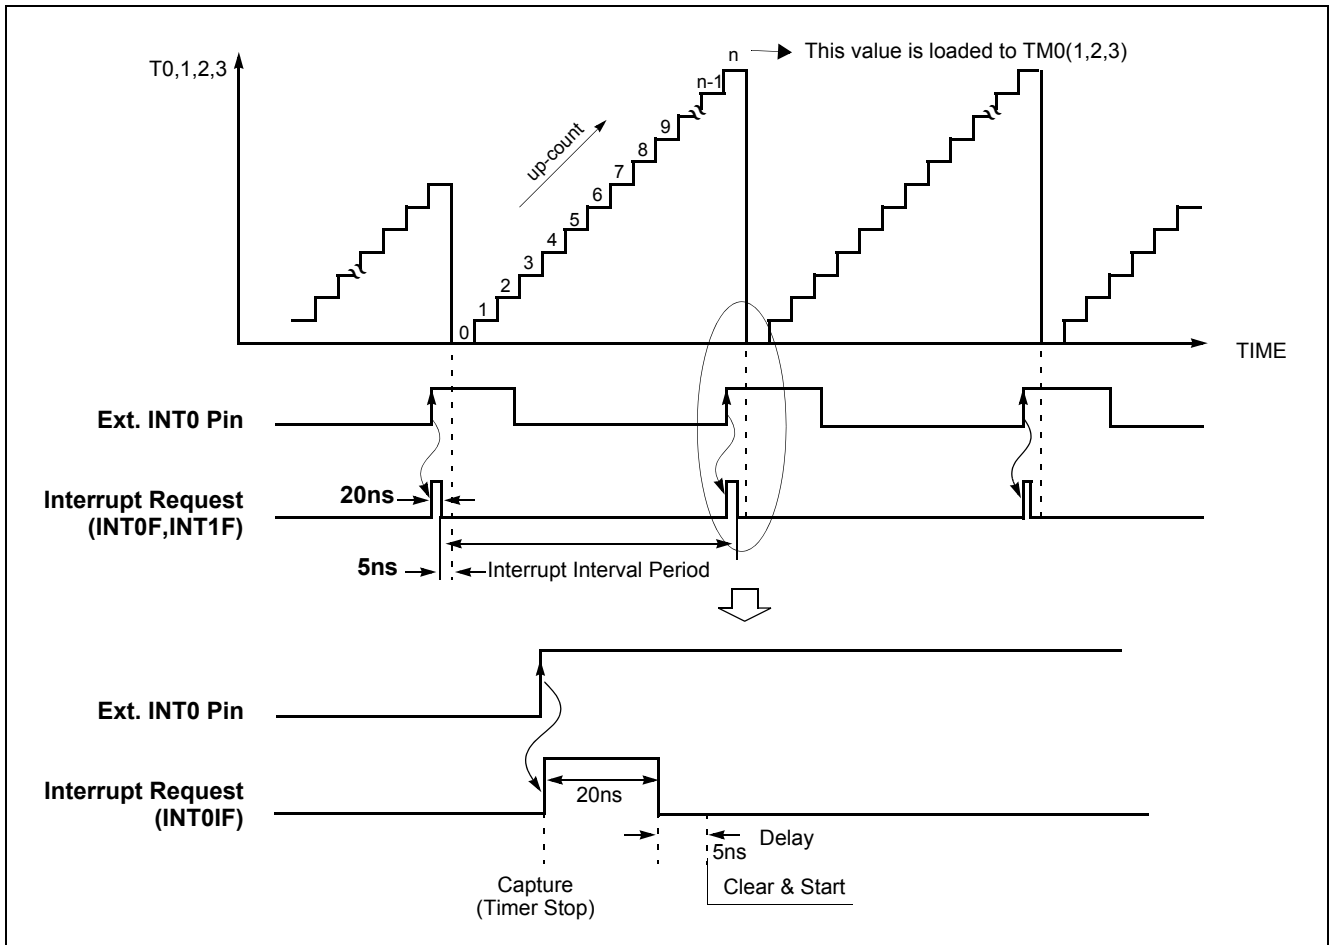 n
This value is loaded to TM0(1,2,3)
T0,1,2,3
n-1
9
8
7
6
5
4
3
2
1
0
up-count
TIME
Ext. INT0 Pin
Interrupt Request
(INT0F,INT1F)
20ns
5ns
Interrupt Interval Period
Ext. INT0 Pin
Interrupt Request
(INT0IF)
20ns
Delay
5ns
Capture
(Timer Stop)
Clear & Start